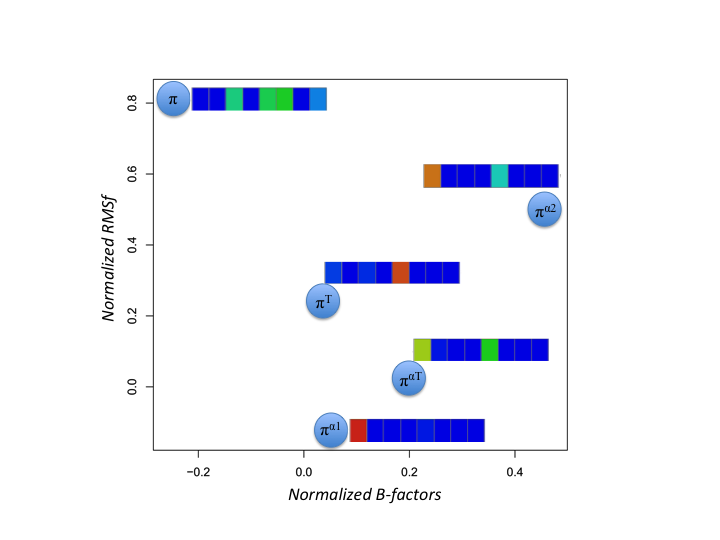 π
π^α2
π^T
π^αT
π^α1
0.8
0.6
0.4
0.2
0.0
Normalized RMSf
−0.2 0.0 0.2 0.4
Normalized B-factors